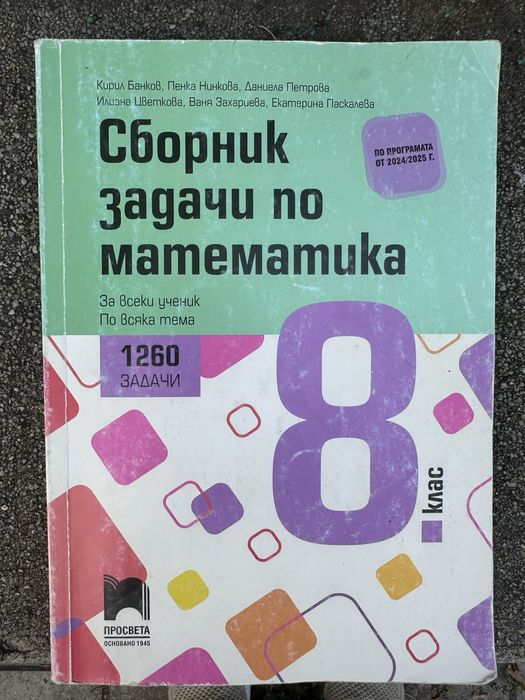 Кирил Банков, Пенка Нинкова, Даниела Петрова
Илиана Цветкова, Ваня Захариева, Екатерина Паскалева
Сборник
задачи по
математика
ПО ПРОГРАМАТА
ОТ 2024/2025 Г.
За всеки ученик
По всяка тема
1260
ЗАДАЧИ
8.
клас
ПРОСВЕТА
ОСНОВАНО 1945